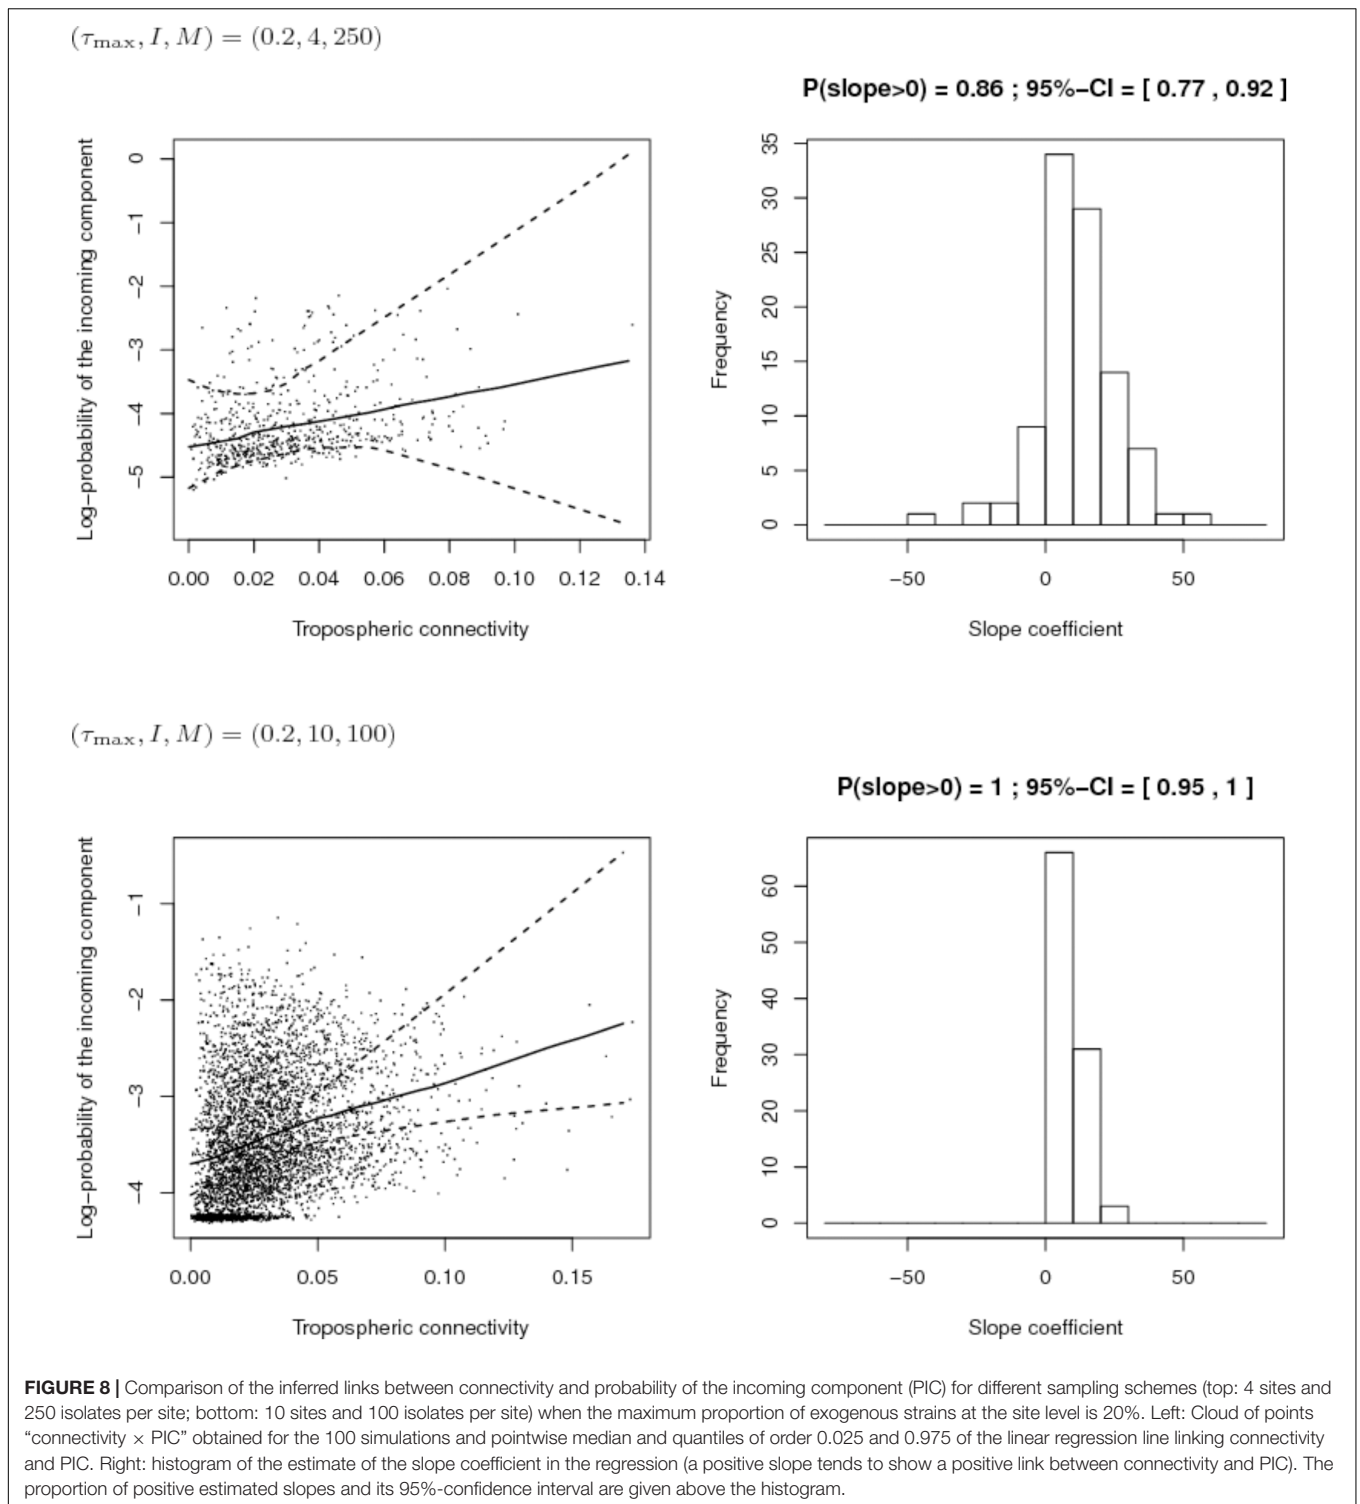 (τmax, I, M) = (0.2, 4, 250)
P(slope>0) = 0.86 ; 95%−CI = [ 0.77 , 0.92 ]
Log−probability of the incoming component
0
−1
−2
−3
−4
−5
0.00 0.02 0.04 0.06 0.08 0.10 0.12 0.14
Tropospheric connectivity
Frequency
35
30
25
20
15
10
5
0
−50 0 50
Slope coefficient
(τmax, I, M) = (0.2, 10, 100)
P(slope>0) = 1 ; 95%−CI = [ 0.95 , 1 ]
Log−probability of the incoming component
−1
−2
−3
−4
0.00 0.05 0.10 0.15
Tropospheric connectivity
Frequency
60
50
40
30
20
10
0
−50 0 50
Slope coefficient
FIGURE 8 | Comparison of the inferred links between connectivity and probability of the incoming component (PIC) for different sampling schemes (top: 4 sites and
250 isolates per site; bottom: 10 sites and 100 isolates per site) when the maximum proportion of exogenous strains at the site level is 20%. Left: Cloud of points
“connectivity × PIC” obtained for the 100 simulations and pointwise median and quantiles of order 0.025 and 0.975 of the linear regression line linking connectivity
and PIC. Right: histogram of the estimate of the slope coefficient in the regression (a positive slope tends to show a positive link between connectivity and PIC). The
proportion of positive estimated slopes and its 95%-confidence interval are given above the histogram.